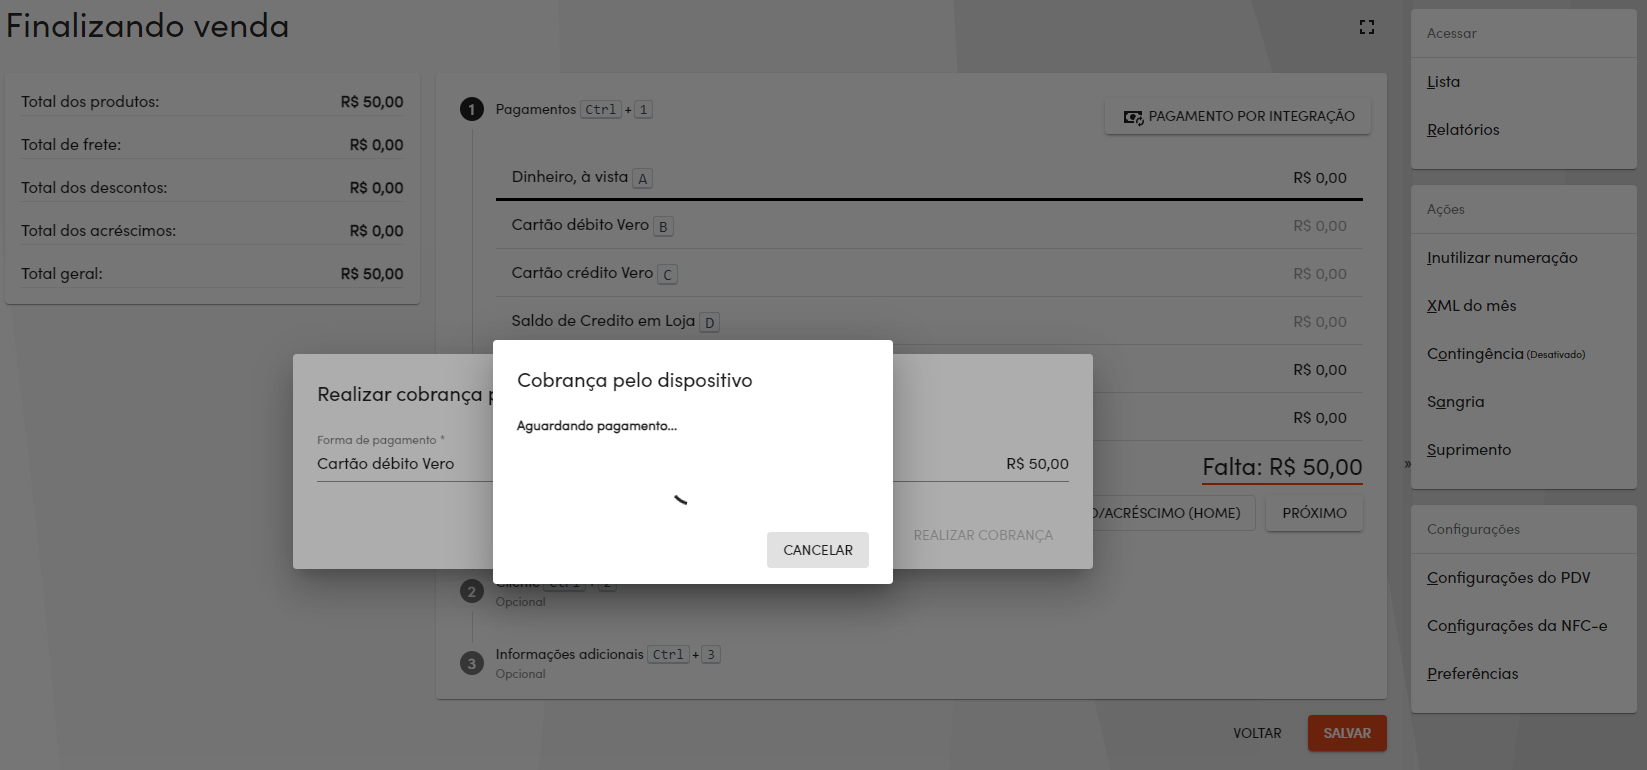 Finalizando venda
Total dos produtos: R$ 50,00
Total de frete: R$ 0,00
Total dos descontos: R$ 0,00
Total dos acréscimos: R$ 0,00
Total geral: R$ 50,00
1 Pagamentos Ctrl + 1
PAGAMENTO POR INTEGRAÇÃO
Dinheiro, à vista A R$ 0,00
Cartão débito Vero B R$ 0,00
Cartão crédito Vero C R$ 0,00
Saldo de Credito em Loja D R$ 0,00
R$ 0,00
R$ 0,00
Falta: R$ 50,00
O/ACRÉSCIMO (HOME)
PRÓXIMO
Realizar cobrança
Forma de pagamento *
Cartão débito Vero
R$ 50,00
REALIZAR COBRANÇA
Cobrança pelo dispositivo
Aguardando pagamento...
CANCELAR
2 Cliente Ctrl + 2
Opcional
3 Informações adicionais Ctrl + 3
Opcional
VOLTAR
SALVAR
»
Acessar
Lista
Relatórios
Ações
Inutilizar numeração
XML do mês
Contingência (Desativado)
Sangria
Suprimento
Configurações
Configurações do PDV
Configurações da NFC-e
Preferências